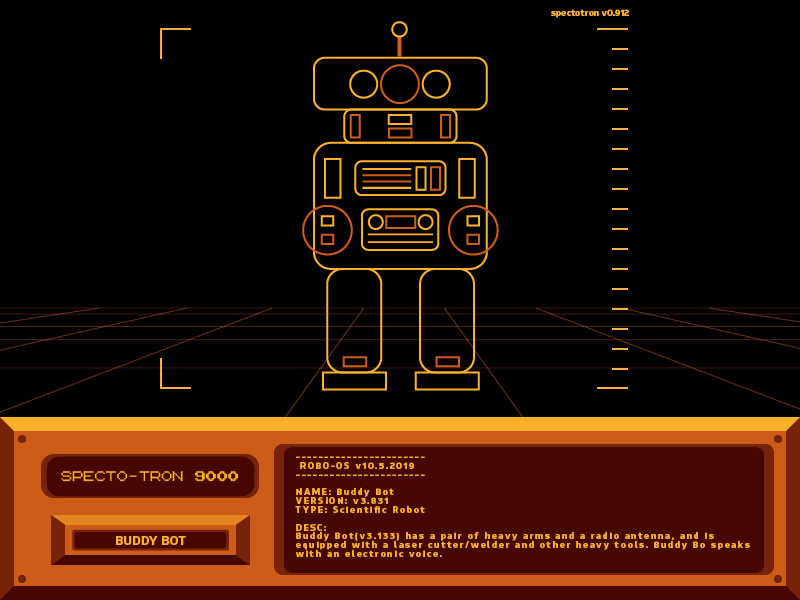 spectotron v0.912
SPECTO-TRON 9000
BUDDY BOT
-----------------------
ROBO-OS v10.5.2019
-----------------------
NAME: Buddy Bot
VERSION: v3.831
TYPE: Scientific Robot
DESC:
Buddy Bot(v3.133) has a pair of heavy arms and a radio antenna, and is
equipped with a laser cutter/welder and other heavy tools. Buddy Bo speaks
with an electronic voice.